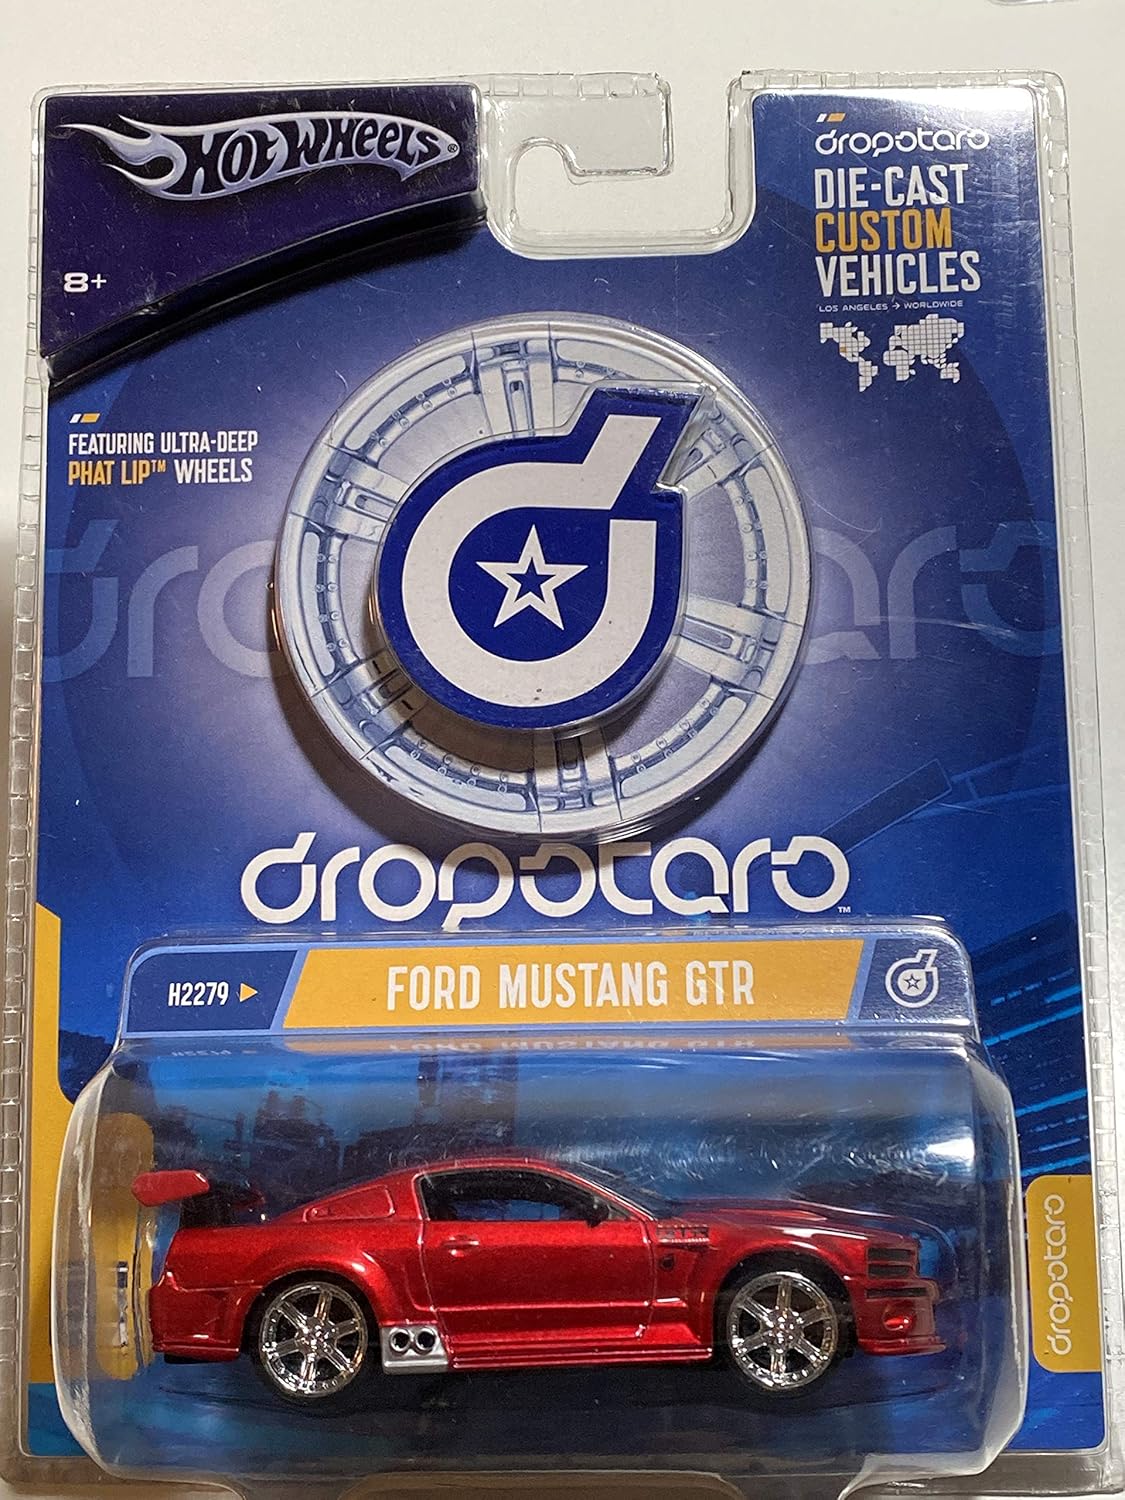 HOT WHEELS®
8+
dropstars
DIE-CAST
CUSTOM
VEHICLES
LOS ANGELES → WORLDWIDE
FEATURING ULTRA-DEEP
PHAT LIP™ WHEELS
dropstars™
H2279
FORD MUSTANG GTR
dropstars